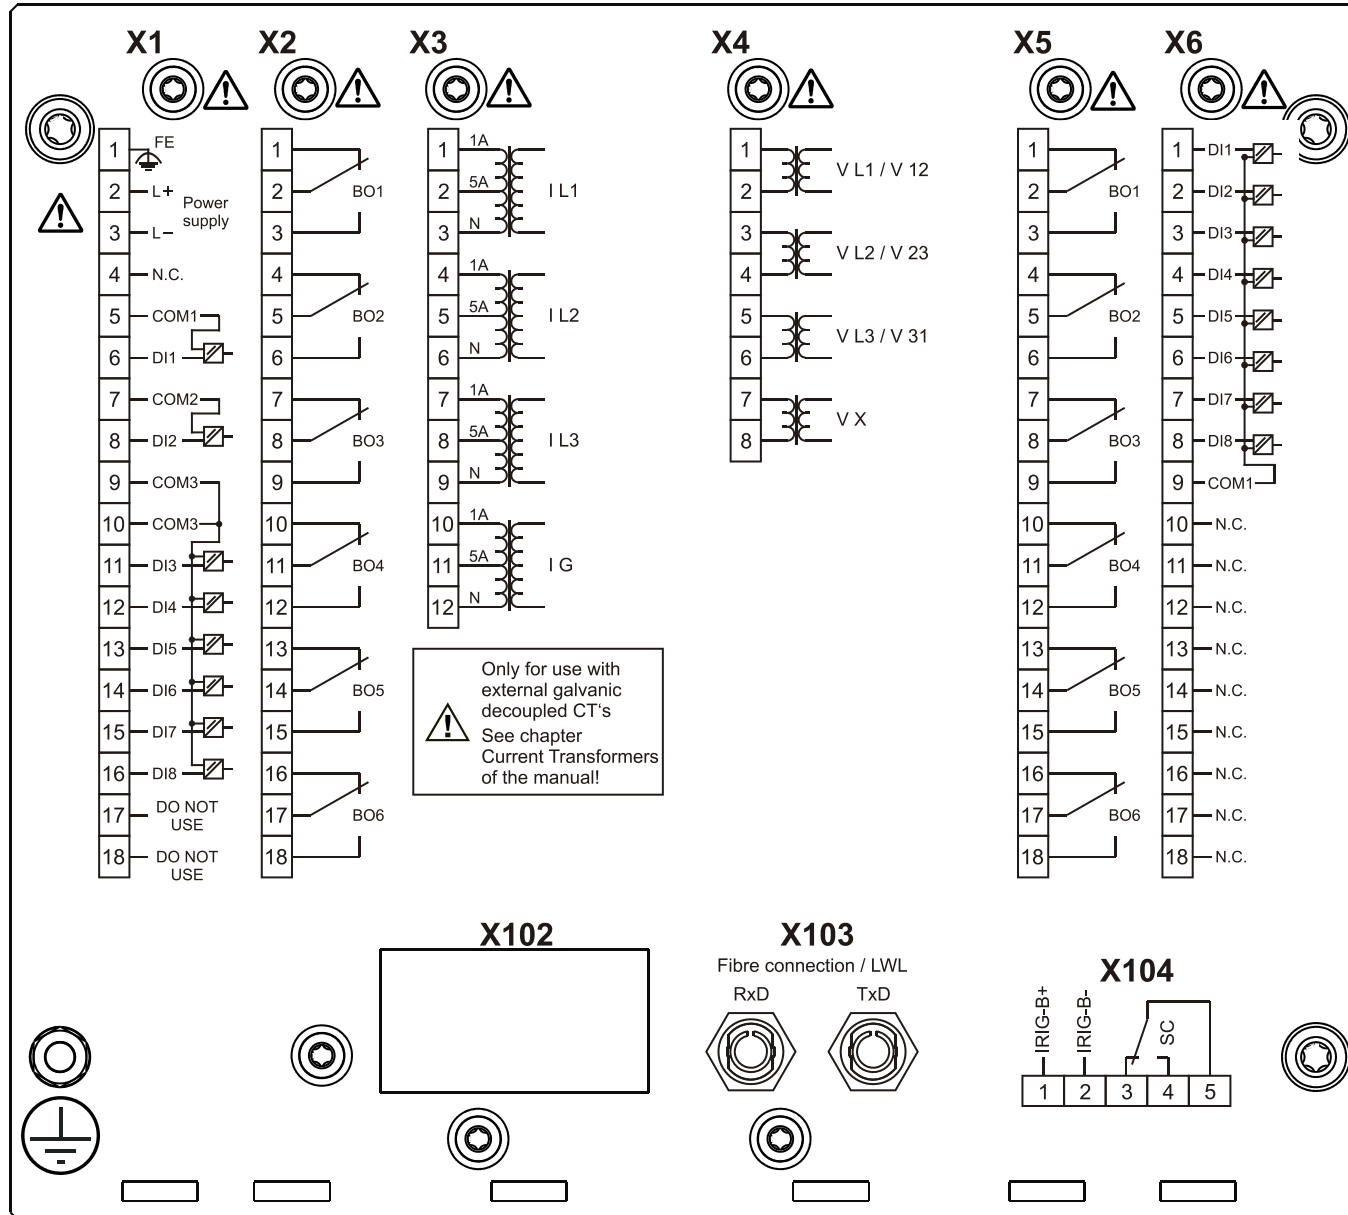 X1
X2
X3
X4
X5
X6
1 FE
2 L+
Power
supply
3 L−
4 N.C.
5 COM1
6 DI1
7 COM2
8 DI2
9 COM3
10 COM3
11 DI3
12 DI4
13 DI5
14 DI6
15 DI7
16 DI8
17 DO NOT
USE
18 DO NOT
USE
1
2 BO1
3
4
5 BO2
6
7
8 BO3
9
10
11 BO4
12
13
14 BO5
15
16
17 BO6
18
1 1A
2 5A I L1
3 N
4 1A
5 5A I L2
6 N
7 1A
8 5A I L3
9 N
10 1A
11 5A I G
12 N
Only for use with
external galvanic
decoupled CT's
See chapter
Current Transformers
of the manual!
1
V L1 / V 12
2
3
V L2 / V 23
4
5
V L3 / V 31
6
7
V X
8
1
2 BO1
3
4
5 BO2
6
7
8 BO3
9
10
11 BO4
12
13
14 BO5
15
16
17 BO6
18
1 DI1
2 DI2
3 DI3
4 DI4
5 DI5
6 DI6
7 DI7
8 DI8
9 COM1
10 N.C.
11 N.C.
12 N.C.
13 N.C.
14 N.C.
15 N.C.
16 N.C.
17 N.C.
18 N.C.
X102
X103
Fibre connection / LWL
RxD TxD
X104
IRIG-B+
IRIG-B-
SC
1 2 3 4 5